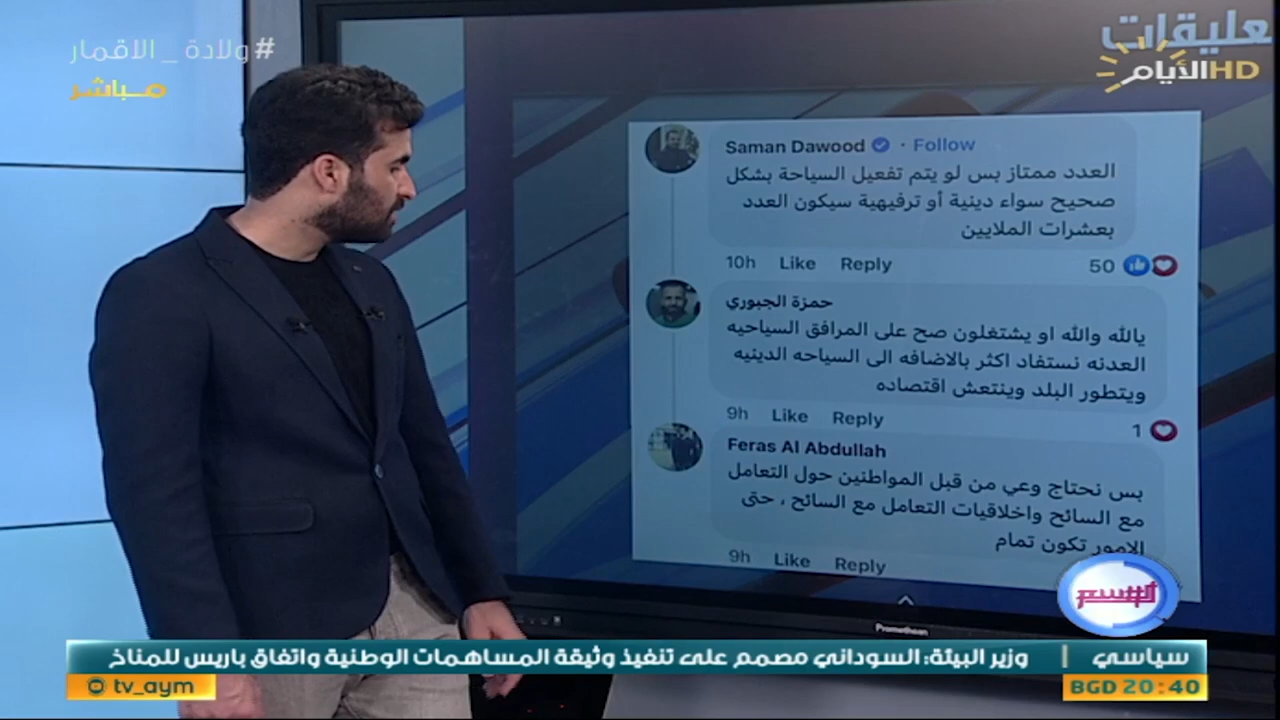 #ولادة_الاقمار
مباشر
عليقات
الأيام HD
Saman Dawood · Follow
العدد ممتاز بس لو يتم تفعيل السياحة بشكل
صحيح سواء دينية أو ترفيهية سيكون العدد
بعشرات الملايين
10h Like Reply 50
حمزة الجبوري
يالله والله او يشتغلون صح على المرافق السياحيه
العدنه نستفاد اكثر بالاضافه الى السياحه الدينيه
ويتطور البلد وينتعش اقتصاده
9h Like Reply 1
Feras Al Abdullah
بس نحتاج وعي من قبل المواطنين حول التعامل
مع السائح واخلاقيات التعامل مع السائح ، حتى
الامور تكون تمام
9h Like Reply
Promethean
سياسي | وزير البيئة: السوداني مصمم على تنفيذ وثيقة المساهمات الوطنية واتفاق باريس للمناخ
tv_aym
BGD 20:40